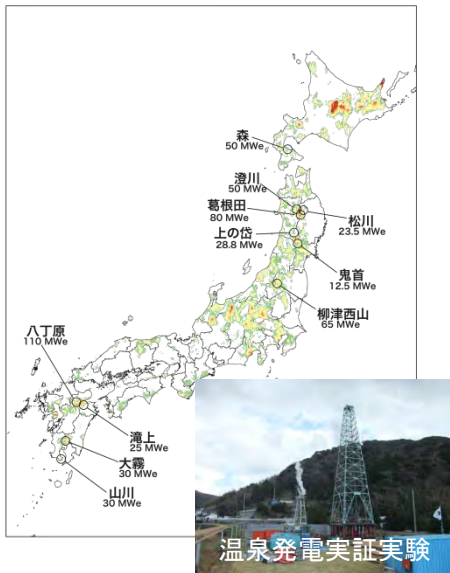 森
50 MWe
澄川
50 MWe
葛根田
80 MWe
松川
23.5 MWe
上の岱
28.8 MWe
鬼首
12.5 MWe
柳津西山
65 MWe
八丁原
110 MWe
滝上
25 MWe
大霧
30 MWe
山川
30 MWe
温泉発電実証実験